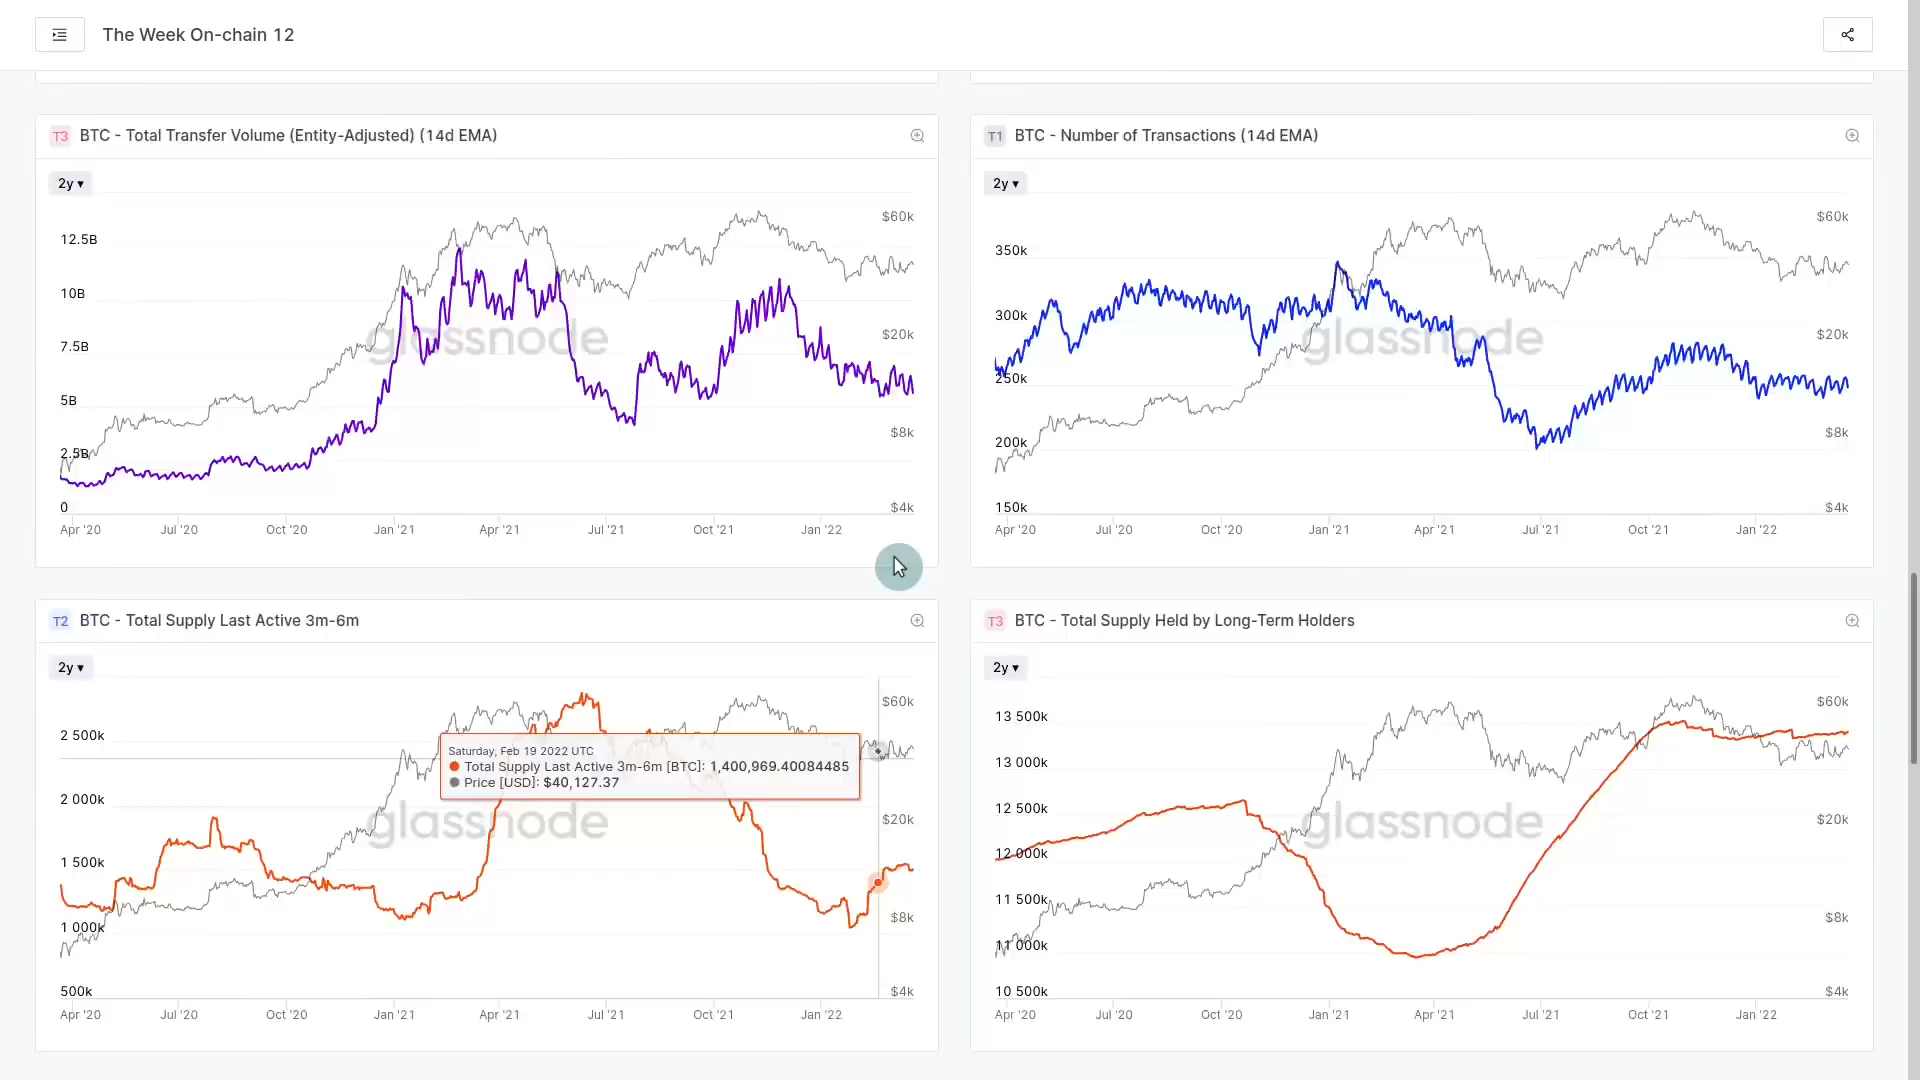 The Week On-chain 12
T3 BTC - Total Transfer Volume (Entity-Adjusted) (14d EMA)
2y ▾
12.5B
10B
7.5B
5B
2.5B
0
$60k
$20k
$8k
$4k
glassnode
Apr '20 Jul '20 Oct '20 Jan '21 Apr '21 Jul '21 Oct '21 Jan '22
T1 BTC - Number of Transactions (14d EMA)
2y ▾
350k
300k
250k
200k
150k
$60k
$20k
$8k
$4k
glassnode
Apr '20 Jul '20 Oct '20 Jan '21 Apr '21 Jul '21 Oct '21 Jan '22
T2 BTC - Total Supply Last Active 3m-6m
2y ▾
2 500k
2 000k
1 500k
1 000k
500k
$60k
$20k
$8k
$4k
Saturday, Feb 19 2022 UTC
Total Supply Last Active 3m-6m [BTC]: 1,400,969.40084485
Price [USD]: $40,127.37
glassnode
Apr '20 Jul '20 Oct '20 Jan '21 Apr '21 Jul '21 Oct '21 Jan '22
T3 BTC - Total Supply Held by Long-Term Holders
2y ▾
13 500k
13 000k
12 500k
12 000k
11 500k
11 000k
10 500k
$60k
$20k
$8k
$4k
glassnode
Apr '20 Jul '20 Oct '20 Jan '21 Apr '21 Jul '21 Oct '21 Jan '22